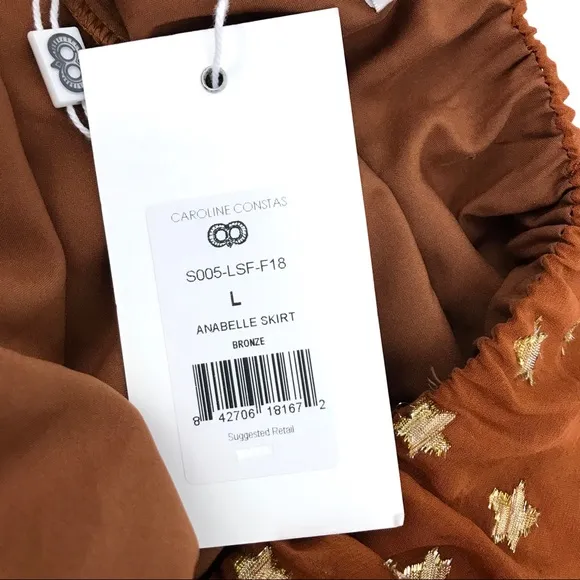 CAROLINE CONSTAS
S005-LSF-F18
L
ANABELLE SKIRT
BRONZE
8 42706 18167 2
Suggested Retail